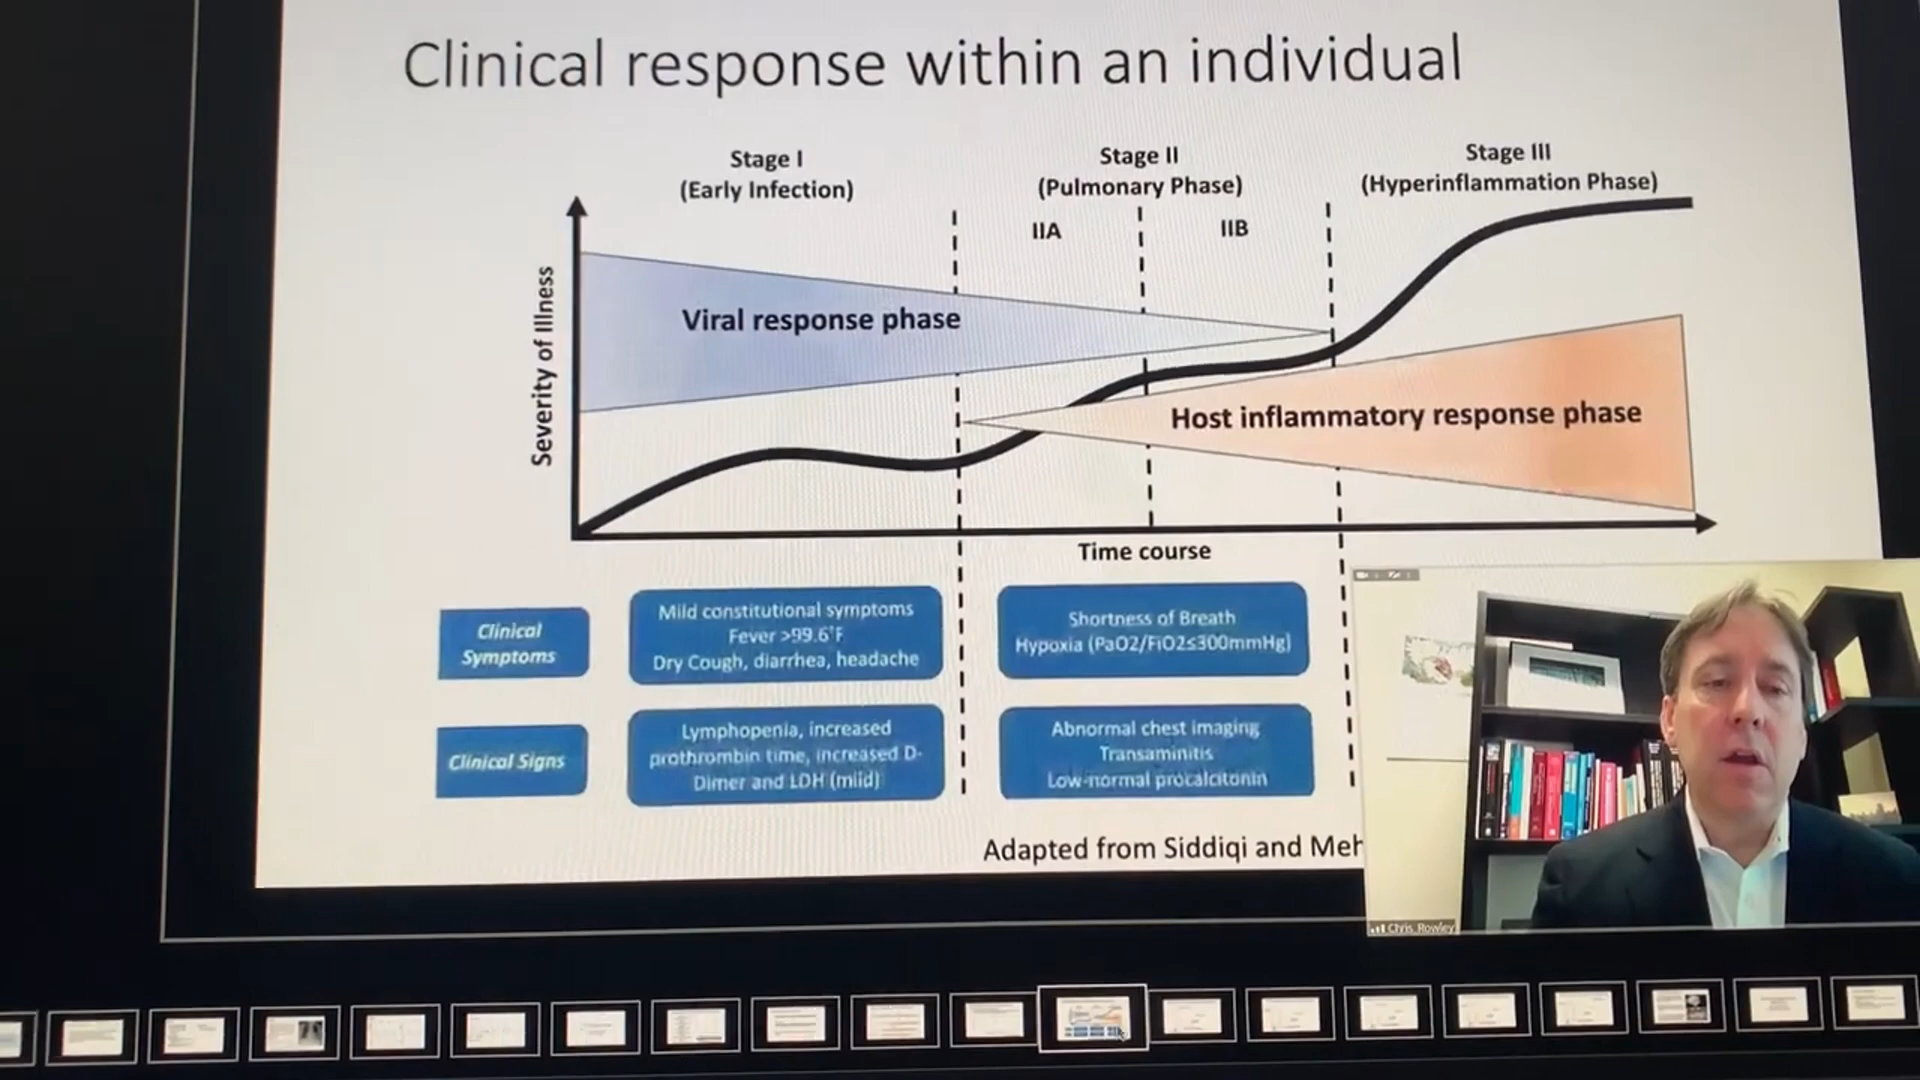 Clinical response within an individual
Stage I
(Early Infection)
Stage II
(Pulmonary Phase)
Stage III
(Hyperinflammation Phase)
IIA
IIB
Severity of Illness
Viral response phase
Host inflammatory response phase
Time course
Clinical
Symptoms
Mild constitutional symptoms
Fever >99.6°F
Dry Cough, diarrhea, headache
Shortness of Breath
Hypoxia (PaO2/FiO2≤300mmHg)
Clinical Signs
Lymphopenia, increased
prothrombin time, increased D-
Dimer and LDH (mild)
Abnormal chest imaging
Transaminitis
Low-normal procalcitonin
Adapted from Siddiqi and Meh
Chris Rowley